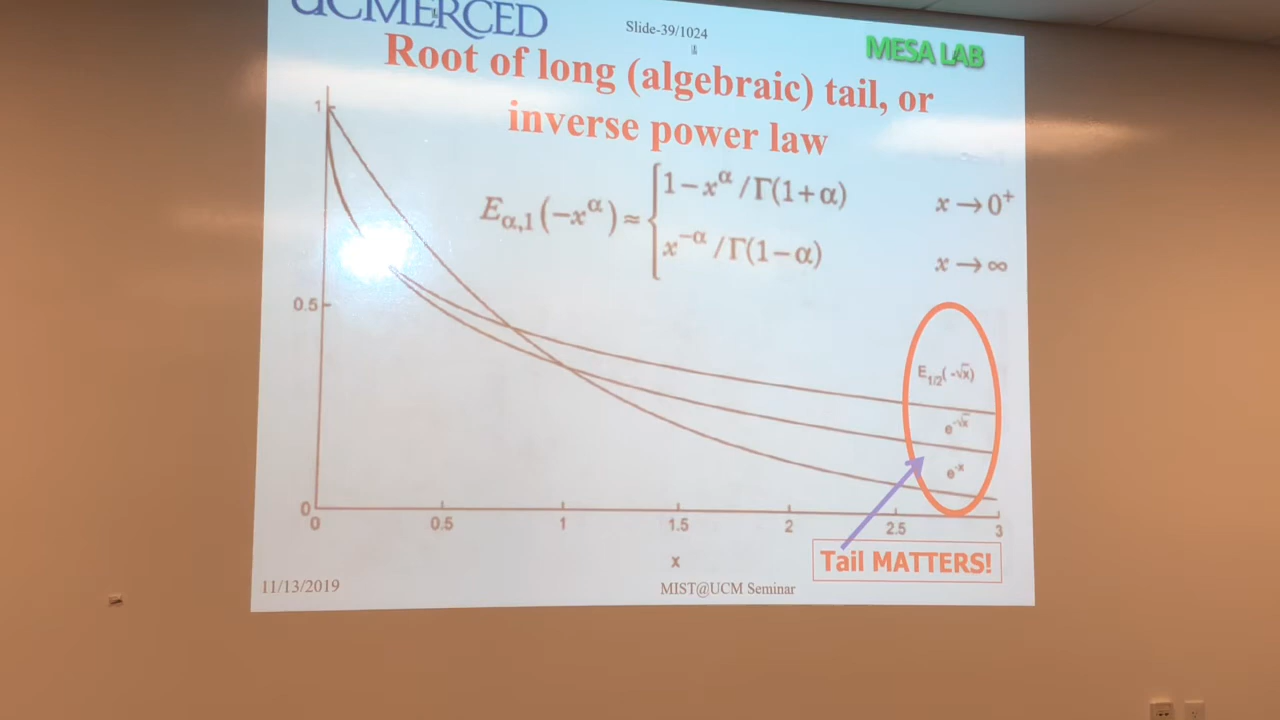 UCMERCED
Slide-39/1024
MESA LAB
Root of long (algebraic) tail, or
inverse power law
1
E_{α,1}(-x^α) ≈ { 1-x^α/Γ(1+α) x→0⁺
x^{-α}/Γ(1-α) x→∞
0.5
E_{1/2}(-√x)
e^{-√x}
e^{-x}
0
0 0.5 1 1.5 2 2.5 3
x
Tail MATTERS!
11/13/2019
MIST@UCM Seminar